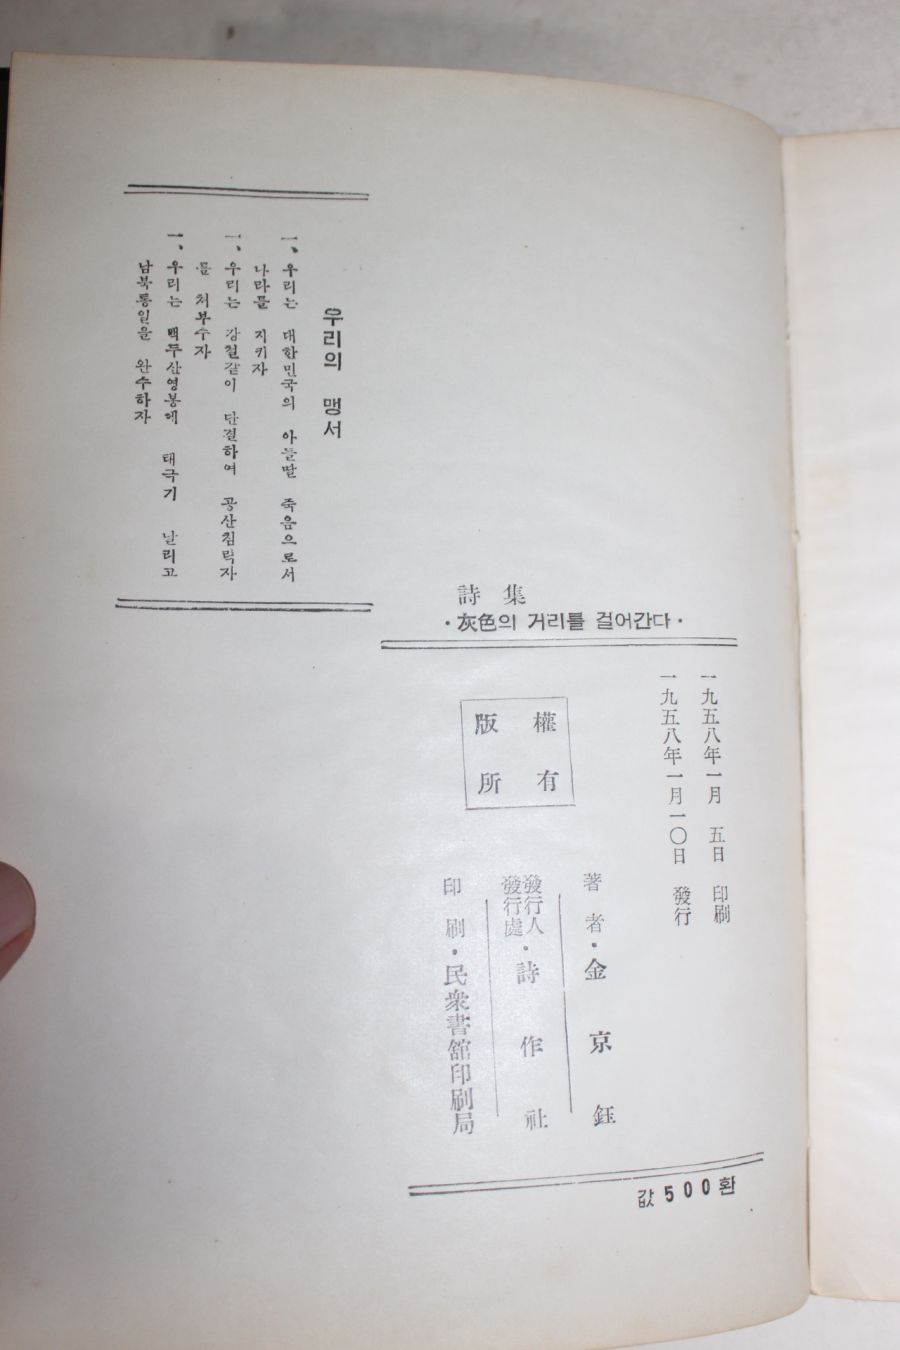 우리의 맹서
一、우리는 대한민국의 아들딸 죽음으로서
나라를 지키자
一、우리는 강철같이 단결하여 공산침략자
를 처부수자
一、우리는 백두산영봉에 태극기 날리고
남북통일을 완수하자
詩集
·灰色의 거리를 걸어간다·
一九五八年一月 五日 印刷
一九五八年一月一〇日 發行
版權
所有
著者·金京鈺
發行人
發行處·詩作社
印刷·民衆書舘印刷局
값500환